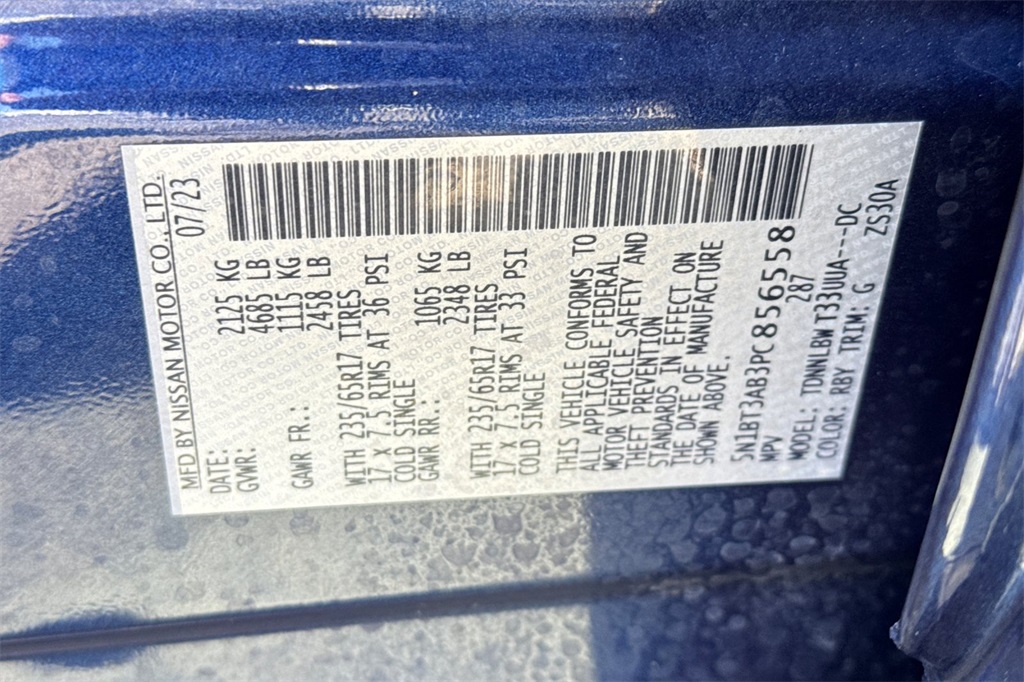 MFD BY NISSAN MOTOR CO., LTD.
DATE: 07/23
GVWR: 2125 KG
4685 LB
GAWR FR.: 1115 KG
2458 LB
WITH 235/65R17 TIRES
17 X 7.5 RIMS AT 36 PSI
COLD SINGLE
GAWR RR.: 1065 KG
2348 LB
WITH 235/65R17 TIRES
17 X 7.5 RIMS AT 33 PSI
COLD SINGLE
THIS VEHICLE CONFORMS TO
ALL APPLICABLE FEDERAL
MOTOR VEHICLE SAFETY AND
THEFT PREVENTION
STANDARDS IN EFFECT ON
THE DATE OF MANUFACTURE
SHOWN ABOVE.
5N1BT3AB3PC856558
MPV 287
MODEL: TDNNLBW T33UUA---DC
COLOR: RBY TRIM: G ZS30A